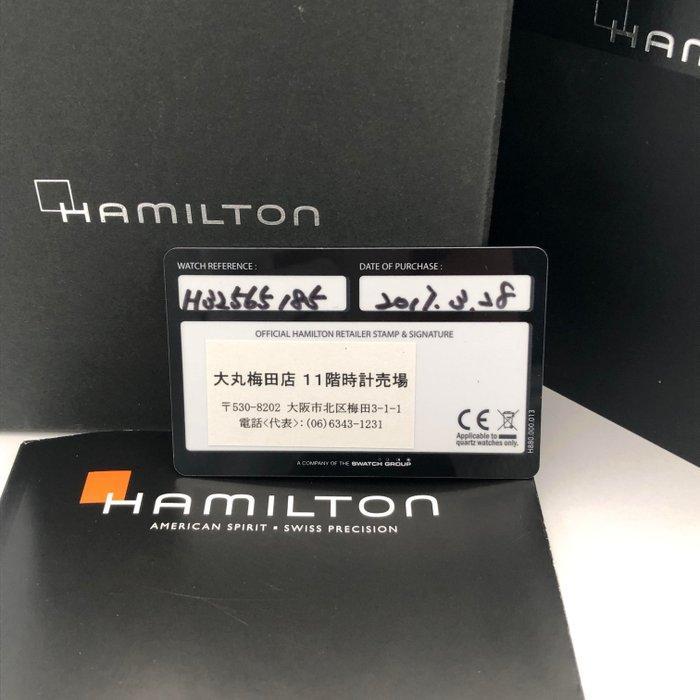 HAMILTON
HAM
WATCH REFERENCE :
DATE OF PURCHASE :
H32565185
2017.3.28
OFFICIAL HAMILTON RETAILER STAMP & SIGNATURE
大丸梅田店 11階時計売場
〒530-8202 大阪市北区梅田3-1-1
電話<代表>:(06)6343-1231
CE
Applicable to
quartz watches only.
H880.000.013
A COMPANY OF THE SWATCH GROUP
HAMILTON
AMERICAN SPIRIT ▪ SWISS PRECISION